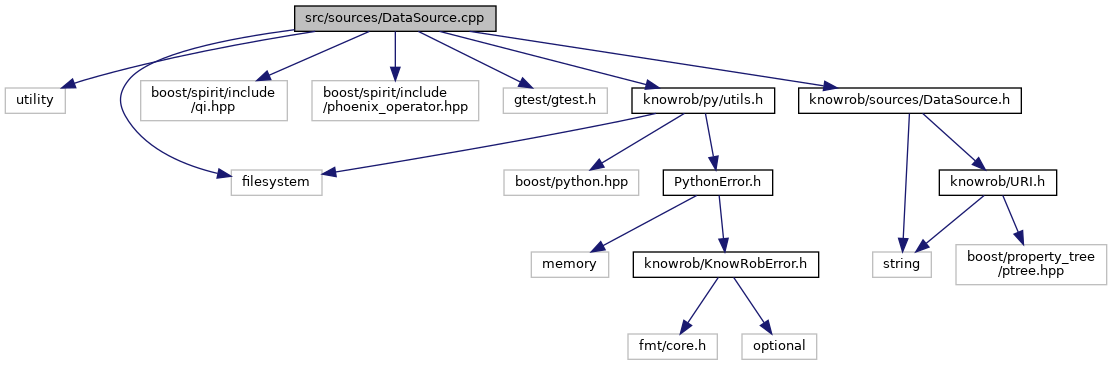 src/sources/DataSource.cpp
utility
boost/spirit/include
/qi.hpp
boost/spirit/include
/phoenix_operator.hpp
gtest/gtest.h
knowrob/py/utils.h
knowrob/sources/DataSource.h
filesystem
boost/python.hpp
PythonError.h
knowrob/URI.h
memory
knowrob/KnowRobError.h
string
boost/property_tree
/ptree.hpp
fmt/core.h
optional